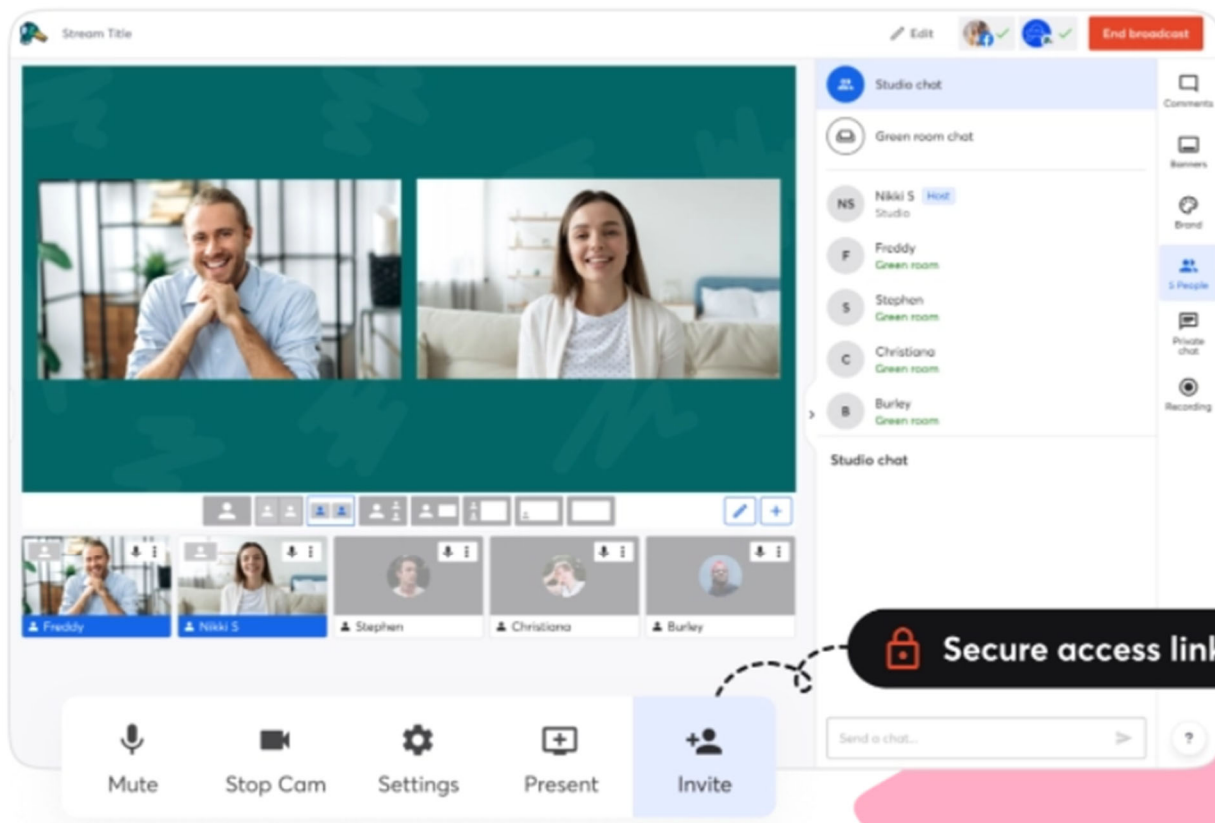 Stream Title
Edit
End broadcast
Studio chat
Green room chat
NS
Nikki S Host
Studio
F
Freddy
Green room
S
Stephen
Green room
C
Christiana
Green room
B
Burley
Green room
Studio chat
Comments
Banners
Brand
5 People
Private
chat
Recording
Freddy
Nikki S
Stephen
Christiana
Burley
Secure access link
Send a chat...
?
Mute
Stop Cam
Settings
Present
Invite